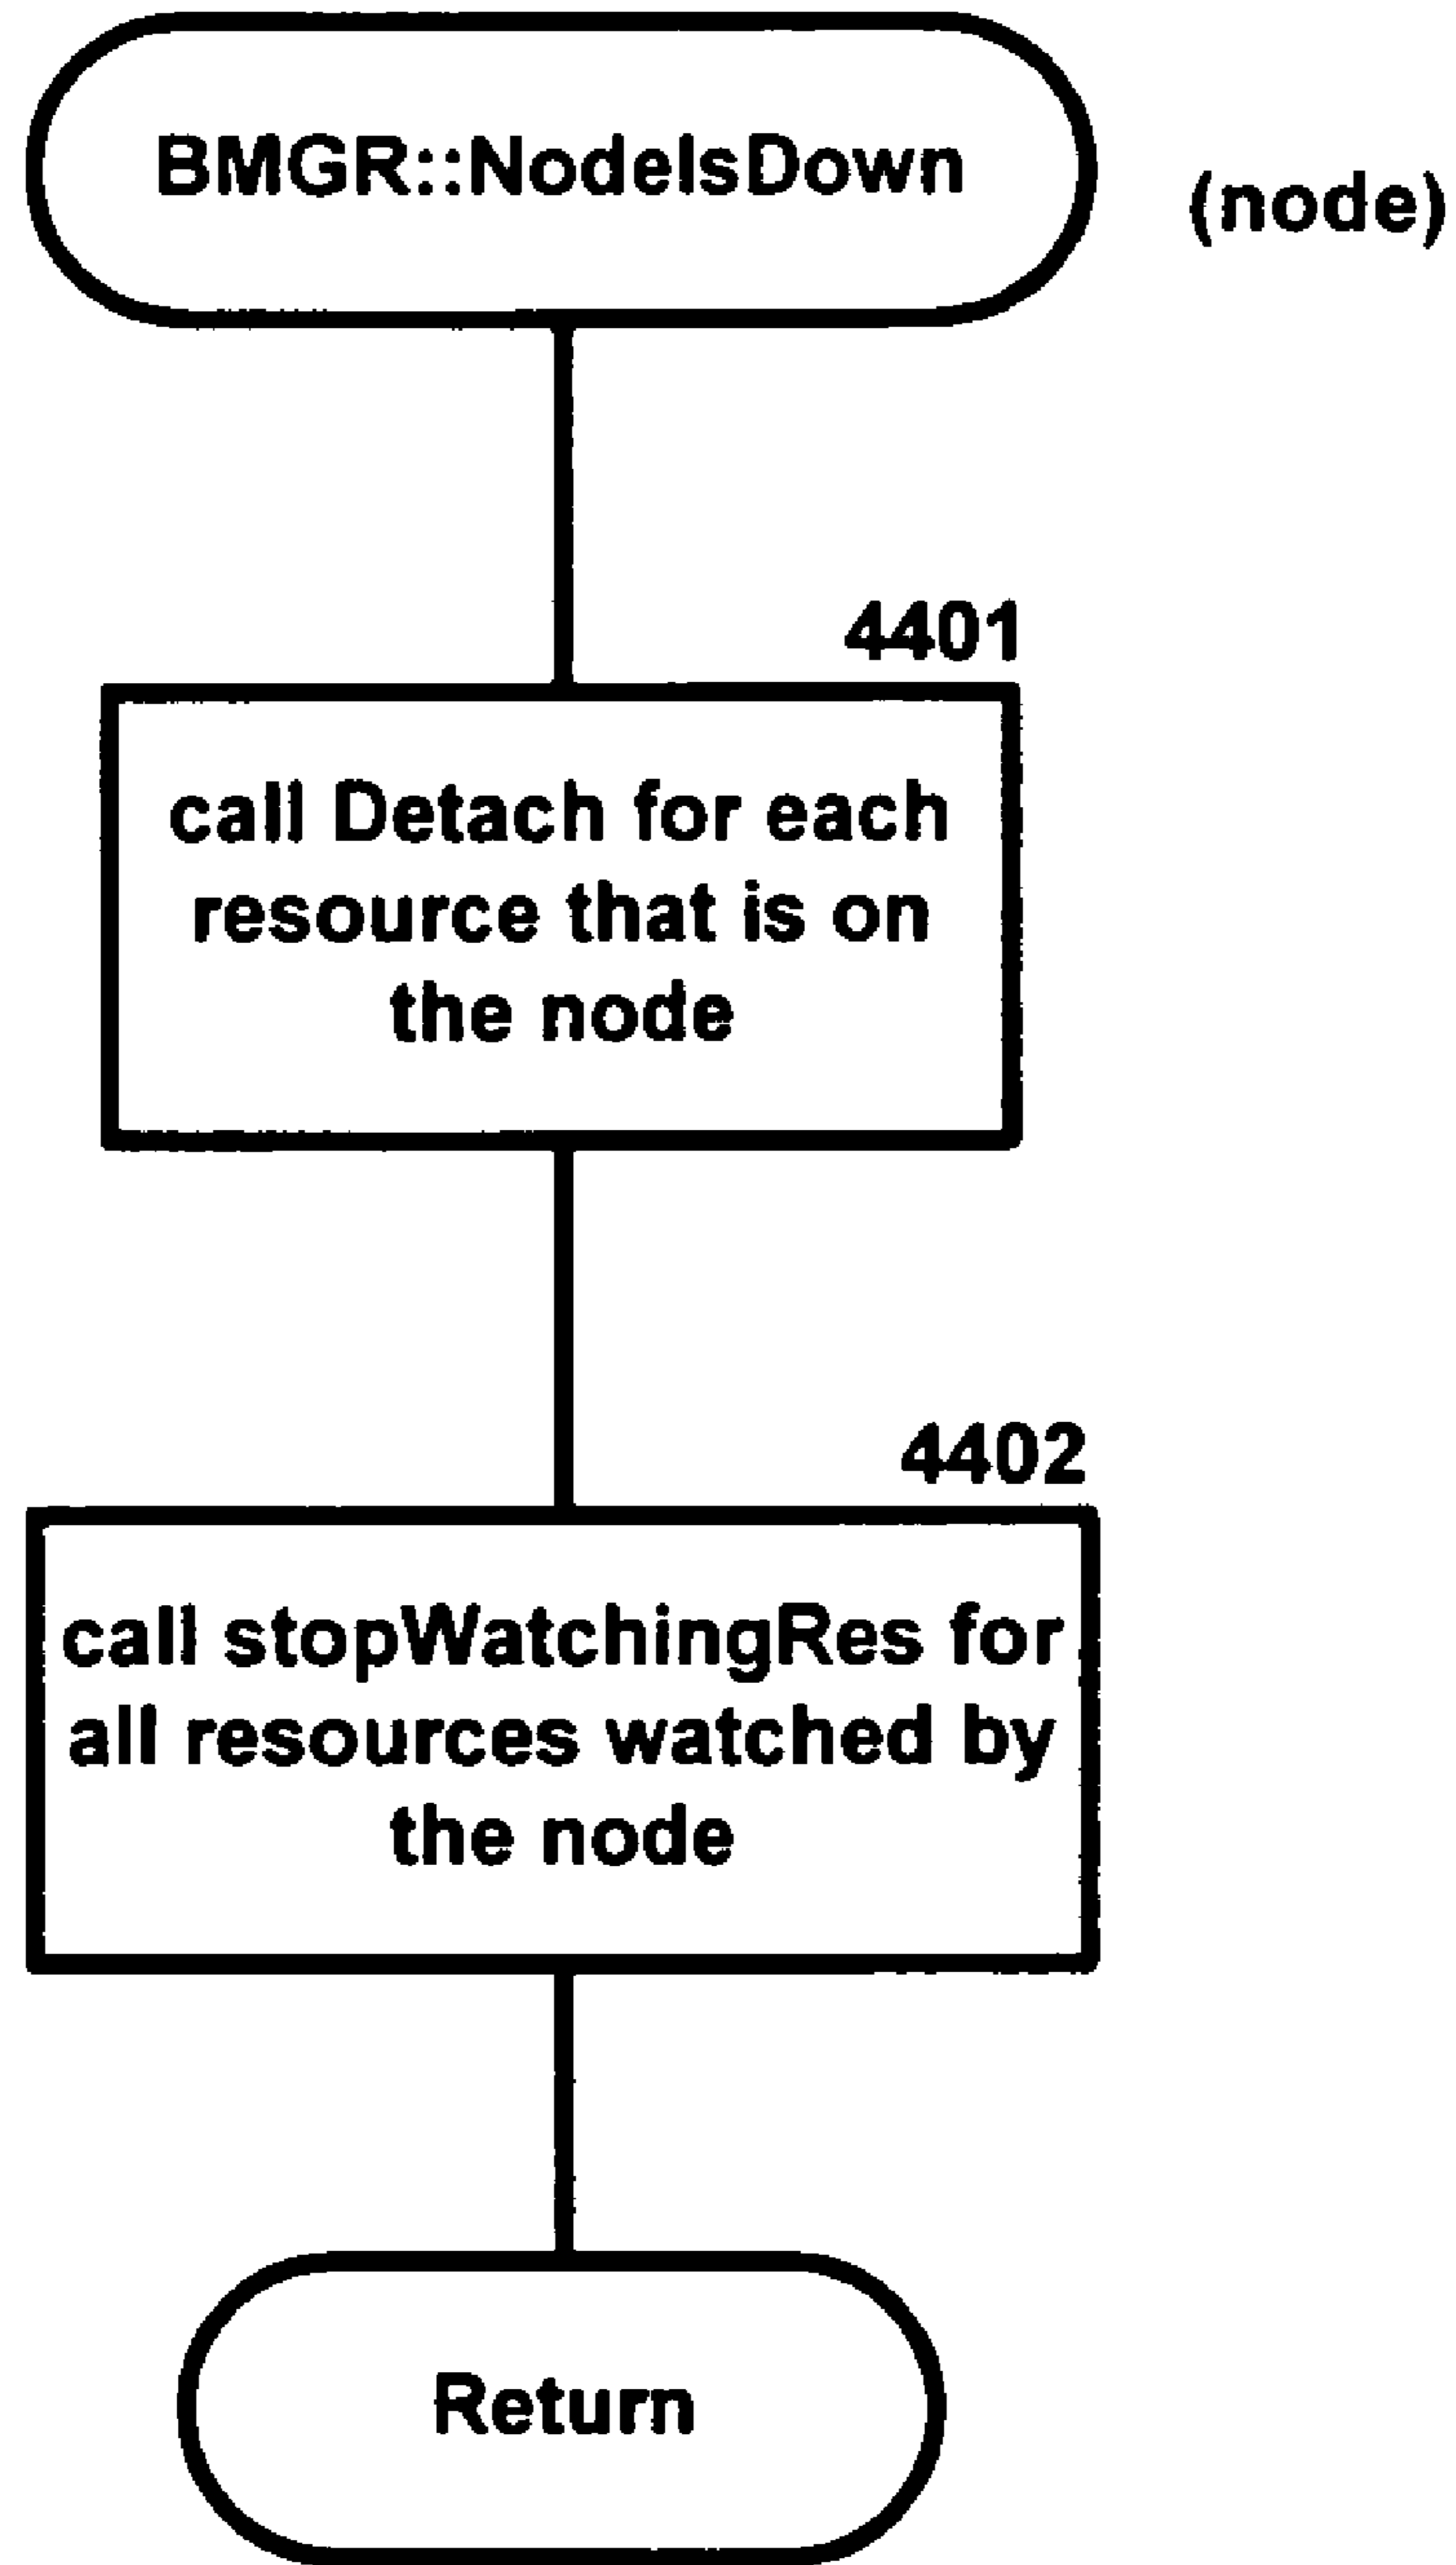 BMGR::NodeIsDown
(node)
4401
call Detach for each
resource that is on
the node
4402
call stopWatchingRes for
all resources watched by
the node
Return